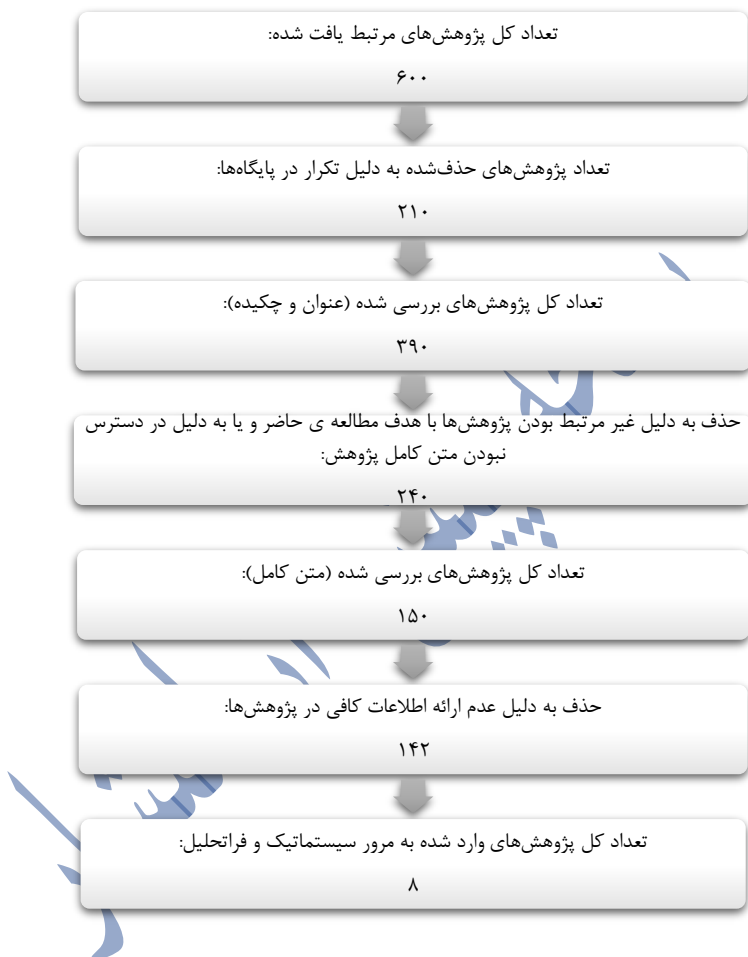 تعداد کل پژوهش‌های مرتبط یافت شده:
۶۰۰
تعداد پژوهش‌های حذف‌شده به دلیل تکرار در پایگاه‌ها:
۲۱۰
تعداد کل پژوهش‌های بررسی شده (عنوان و چکیده):
۳۹۰
حذف به دلیل غیر مرتبط بودن پژوهش‌ها با هدف مطالعه ی حاضر و یا به دلیل در دسترس
نبودن متن کامل پژوهش:
۲۴۰
تعداد کل پژوهش‌های بررسی شده (متن کامل):
۱۵۰
حذف به دلیل عدم ارائه اطلاعات کافی در پژوهش‌ها:
۱۴۲
تعداد کل پژوهش‌های وارد شده به مرور سیستماتیک و فراتحلیل:
۸